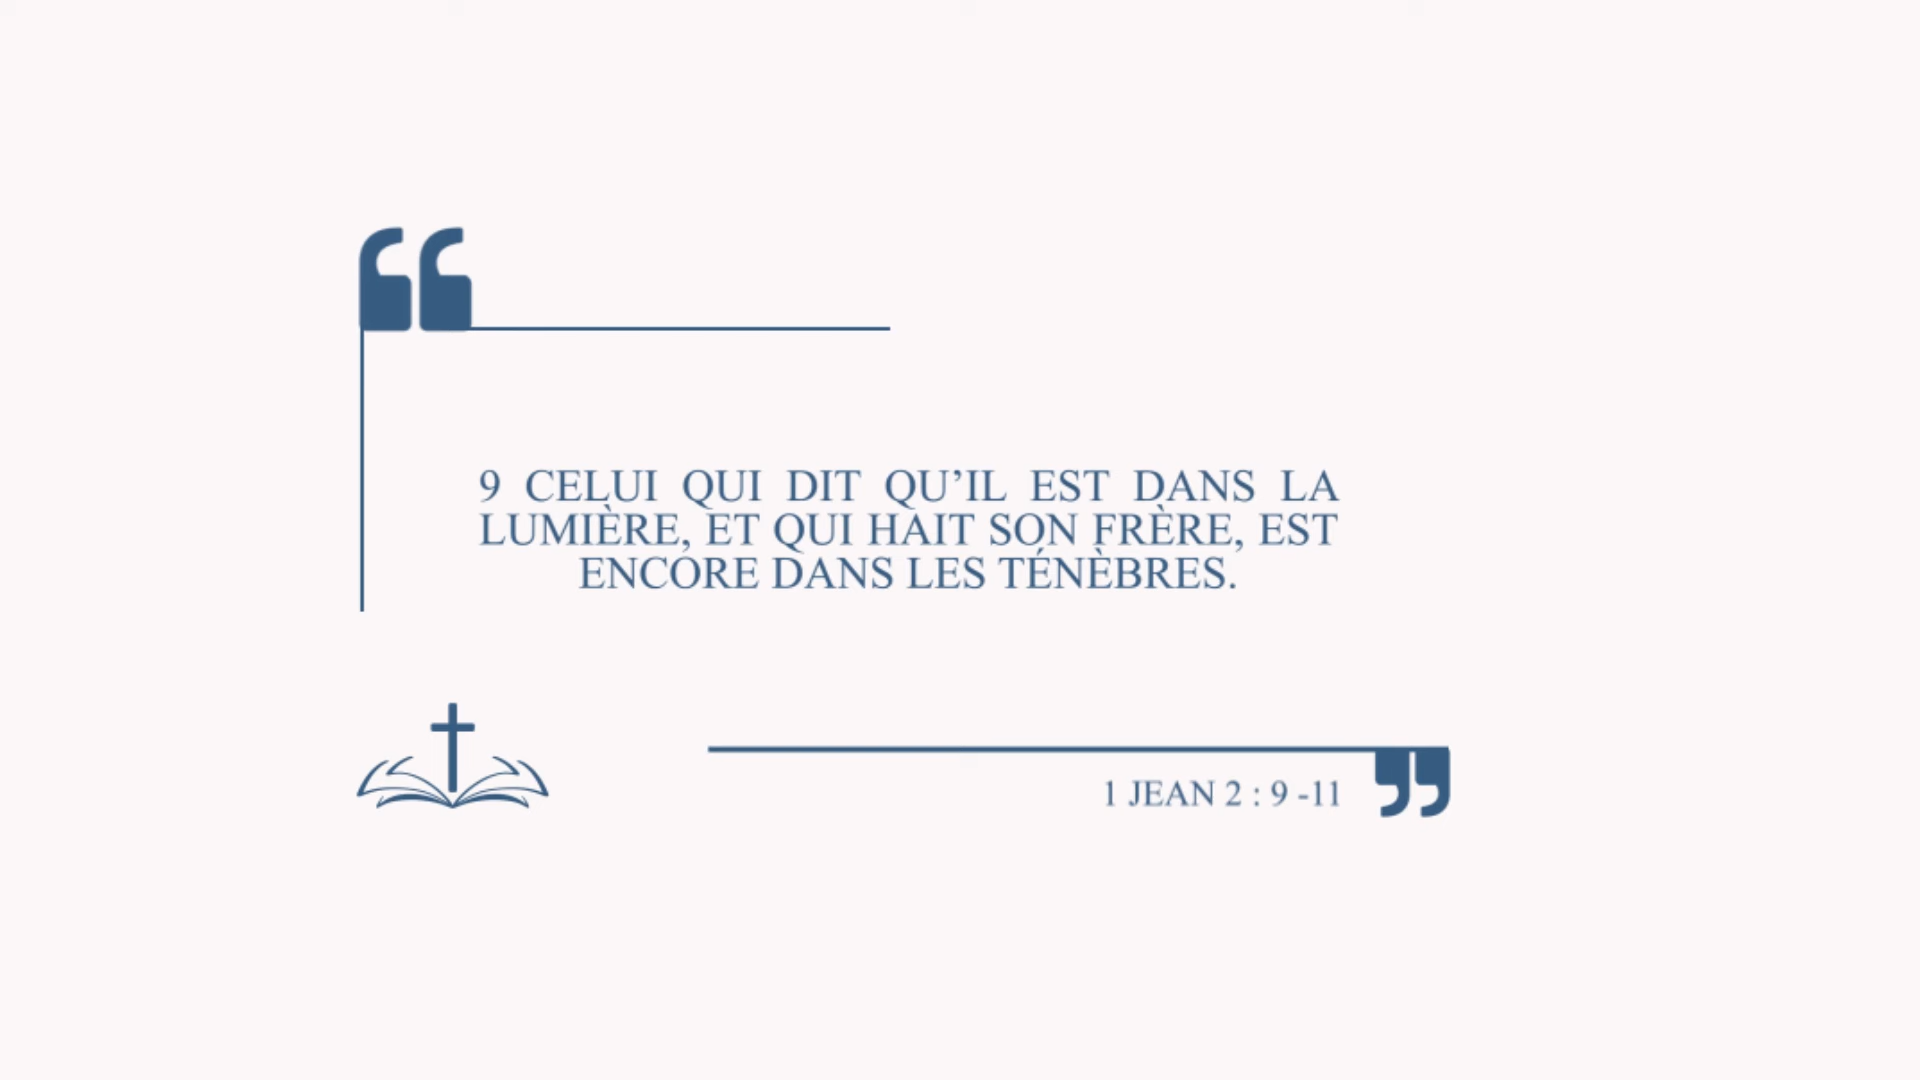 9 CELUI QUI DIT QU’IL EST DANS LA
LUMIÈRE, ET QUI HAIT SON FRÈRE, EST
ENCORE DANS LES TÉNÈBRES.
1 JEAN 2 : 9 -11